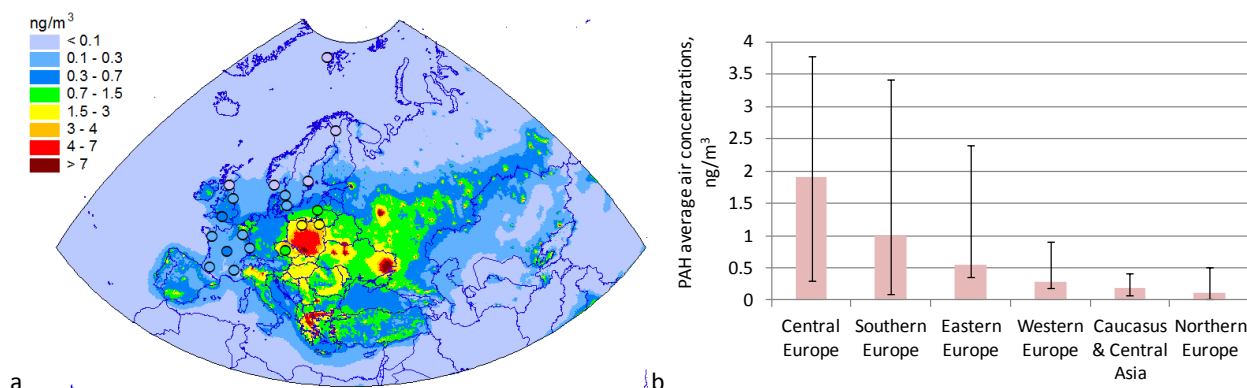 ng/m³
< 0.1
0.1 - 0.3
0.3 - 0.7
0.7 - 1.5
1.5 - 3
3 - 4
4 - 7
> 7
a
PAH average air concentrations,
ng/m³
4
3.5
3
2.5
2
1.5
1
0.5
0
Central
Europe
Southern
Europe
Eastern
Europe
Western
Europe
Caucasus
& Central
Asia
Northern
Europe
b